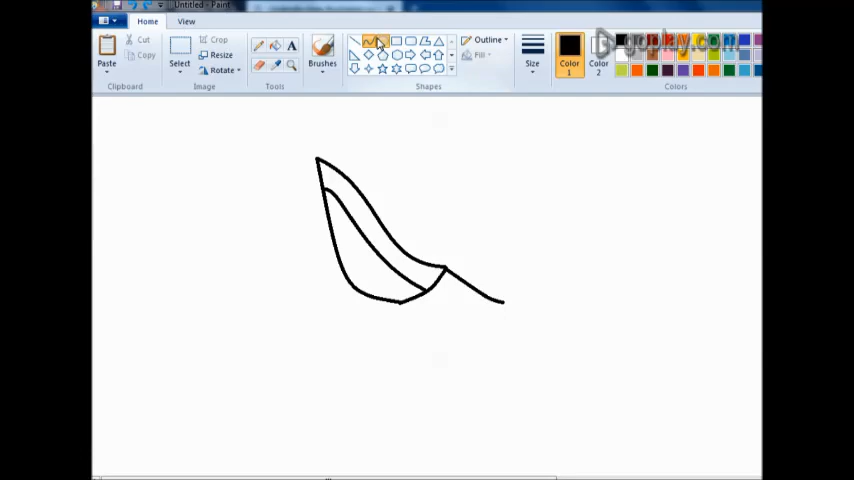 Untitled - Paint
Home View
Cut
Copy
Paste
Clipboard
Crop
Resize
Rotate
Select
Image
A
Tools
Brushes
Outline
Fill
Shapes
Size
Color 1
Color 2
Colors